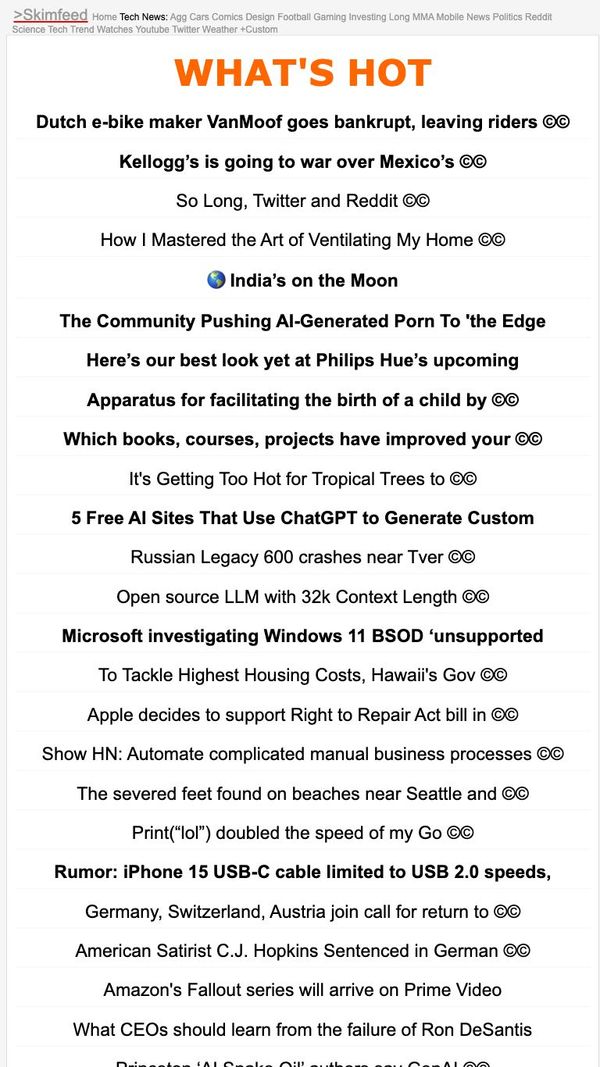 >Skimfeed Home Tech News: Agg Cars Comics Design Football Gaming Investing Long MMA Mobile News Politics Reddit
Science Tech Trend Watches Youtube Twitter Weather +Custom
WHAT'S HOT
Dutch e-bike maker VanMoof goes bankrupt, leaving riders ©©
Kellogg’s is going to war over Mexico’s ©©
So Long, Twitter and Reddit ©©
How I Mastered the Art of Ventilating My Home ©©
🌎 India’s on the Moon
The Community Pushing AI-Generated Porn To 'the Edge
Here’s our best look yet at Philips Hue’s upcoming
Apparatus for facilitating the birth of a child by ©©
Which books, courses, projects have improved your ©©
It's Getting Too Hot for Tropical Trees to ©©
5 Free AI Sites That Use ChatGPT to Generate Custom
Russian Legacy 600 crashes near Tver ©©
Open source LLM with 32k Context Length ©©
Microsoft investigating Windows 11 BSOD ‘unsupported
To Tackle Highest Housing Costs, Hawaii's Gov ©©
Apple decides to support Right to Repair Act bill in ©©
Show HN: Automate complicated manual business processes ©©
The severed feet found on beaches near Seattle and ©©
Print(“lol”) doubled the speed of my Go ©©
Rumor: iPhone 15 USB-C cable limited to USB 2.0 speeds,
Germany, Switzerland, Austria join call for return to ©©
American Satirist C.J. Hopkins Sentenced in German ©©
Amazon's Fallout series will arrive on Prime Video
What CEOs should learn from the failure of Ron DeSantis
Princeton ‘AI Snake Oil’ authors say GenAI ©©